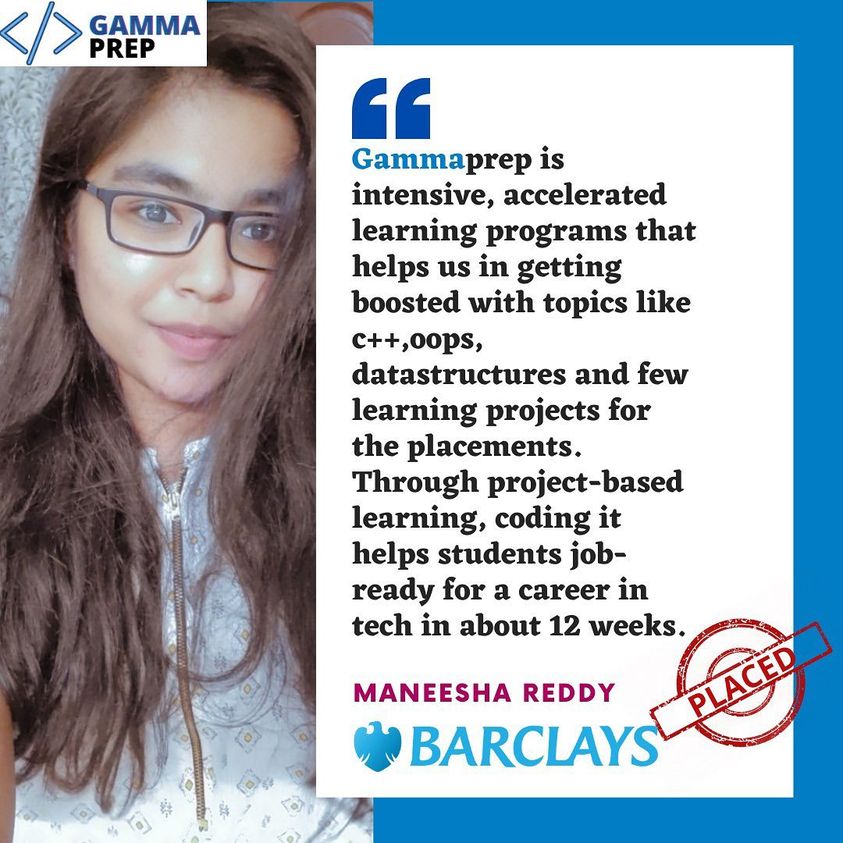 </> GAMMA
PREP
Gammaprep is
intensive, accelerated
learning programs that
helps us in getting
boosted with topics like
c++,oops,
datastructures and few
learning projects for
the placements.
Through project-based
learning, coding it
helps students job-
ready for a career in
tech in about 12 weeks.
MANEESHA REDDY
PLACED
BARCLAYS